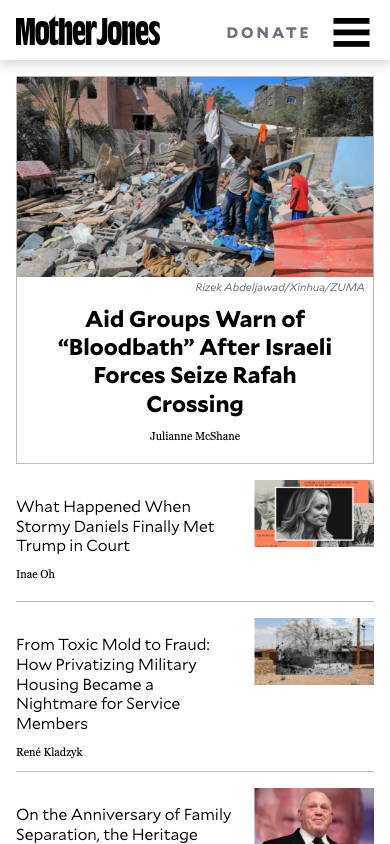 Mother Jones
DONATE
Rizek Abdeljawad/Xinhua/ZUMA
Aid Groups Warn of
“Bloodbath” After Israeli
Forces Seize Rafah
Crossing
Julianne McShane
What Happened When
Stormy Daniels Finally Met
Trump in Court
Inae Oh
From Toxic Mold to Fraud:
How Privatizing Military
Housing Became a
Nightmare for Service
Members
René Kladzyk
On the Anniversary of Family
Separation, the Heritage